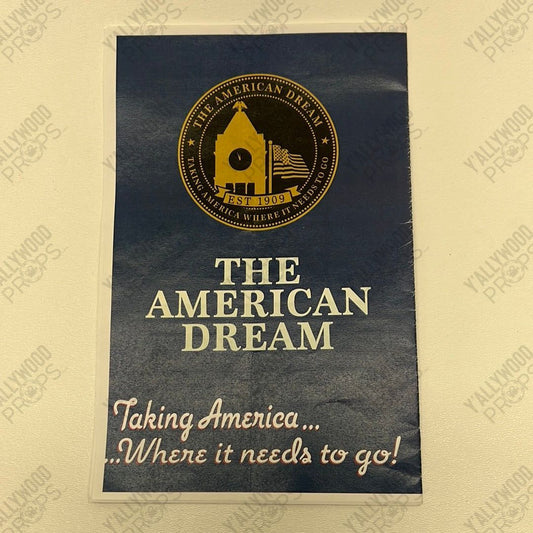 THE AMERICAN DREAM
EST 1909
TAKING AMERICA WHERE IT NEEDS TO GO
THE
AMERICAN
DREAM
Taking America...
...Where it needs to go!
Y'ALLYWOOD
PROPS